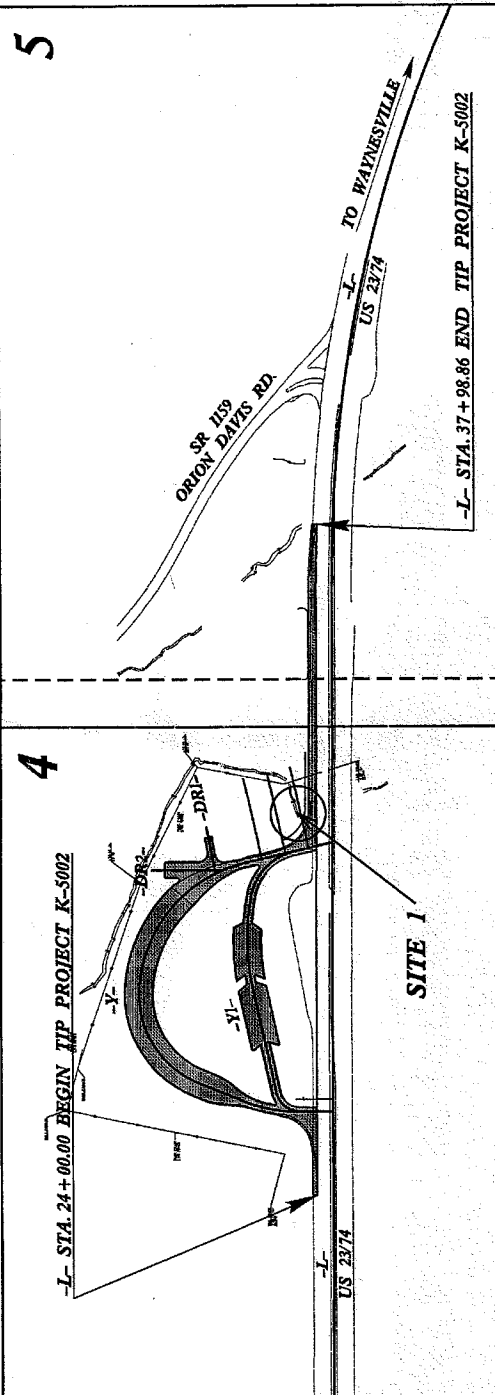 4
5
-L- STA. 24+00.00 BEGIN TIP PROJECT K-5002
-Y-
-DR2-
-DR1-
-Y1-
SITE 1
-L-
US 23/74
SR 1159
ORION DAVIS RD.
TO WAYNESVILLE
-L-
US 23/74
-L- STA. 37+98.86 END TIP PROJECT K-5002